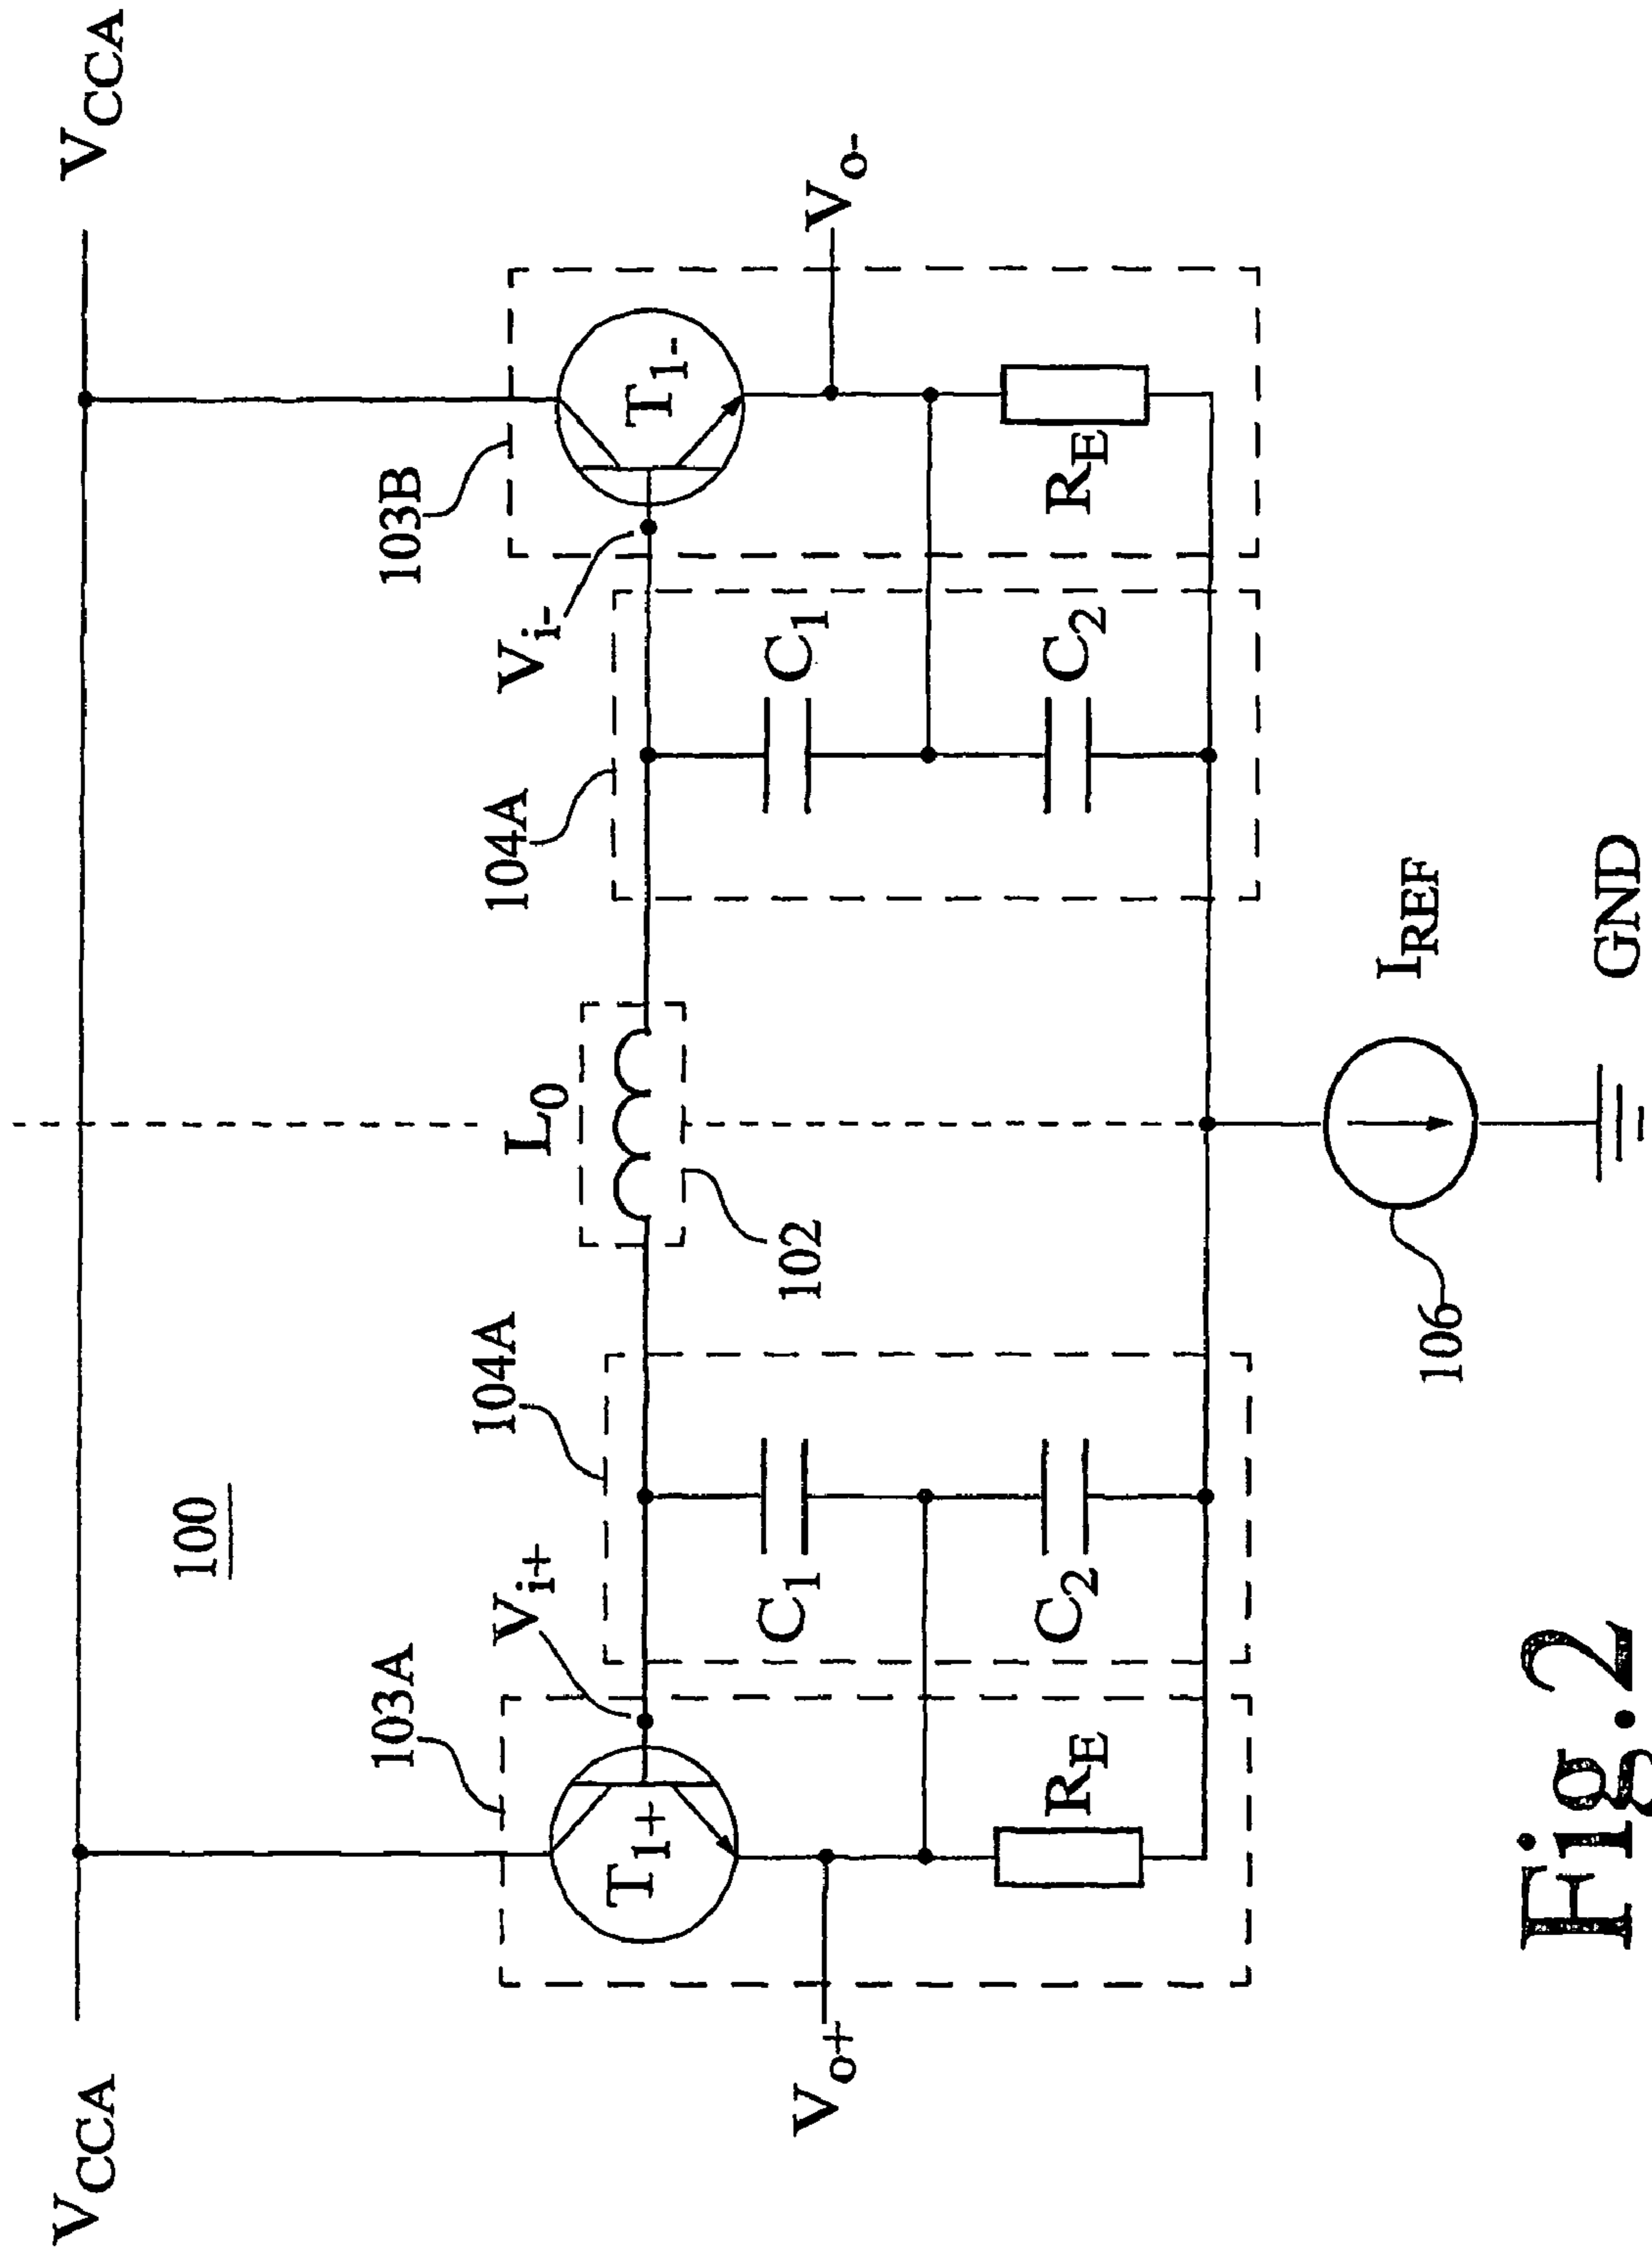 V_CCA V_CCA
100
103A 104A 104A 103B
V_i+ L_0 V_i-
T_1+ T_1-
102
C_1 C_1
V_o+ V_o-
R_E C_2 C_2 R_E
106 I_REF
GND
Fig.2